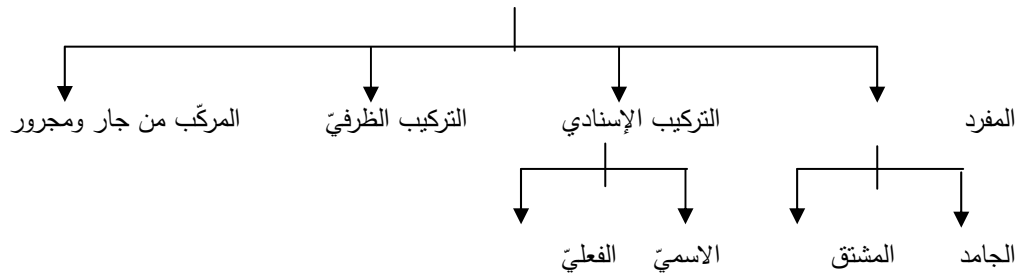 المفرد التركيب الإسنادي التركيب الظرفيّ المركّب من جار ومجرور
الجامد المشتق الاسميّ الفعليّ